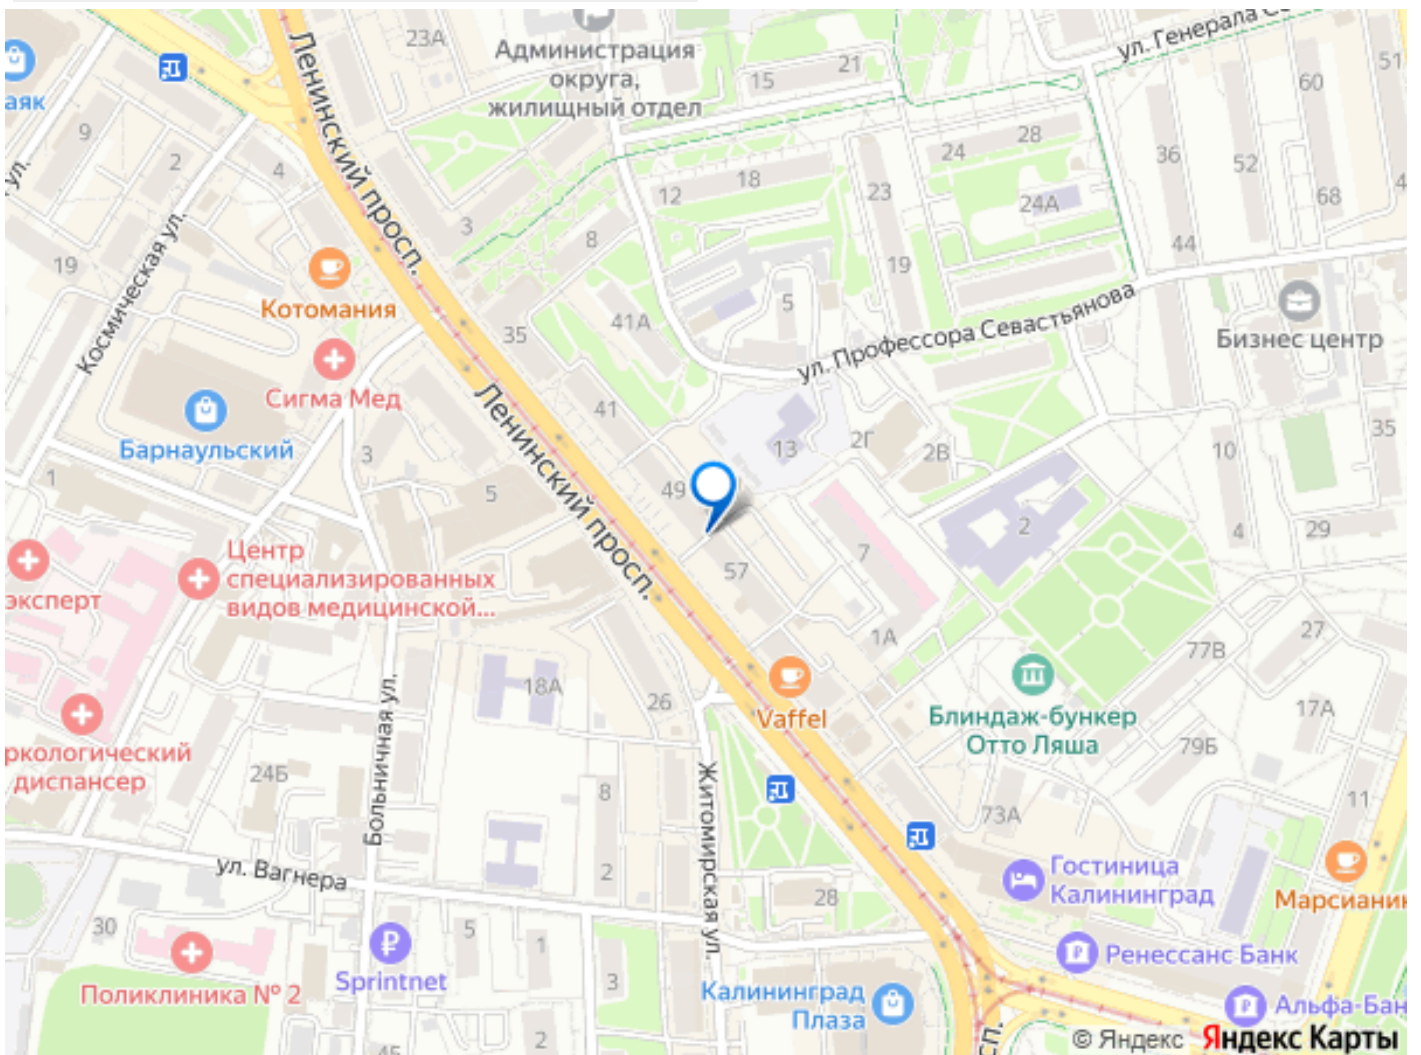 23А
Администрация
округа,
жилищный отдел
15
21
ул. Генерала
51
60
аяк
9
2
4
Ленинский просп.
3
8
12
18
24
28
36
52
68
4
23
24А
44
19
ул.
Космическая ул.
19
Котомания
35
41А
5
ул. Профессора Севастьянова
Бизнес центр
Сигма Мед
Барнаульский
Ленинский просп.
41
13
2Г
2В
10
35
3
5
1
49
2
4
29
7
57
эксперт
Центр
специализированных
видов медицинской...
1А
77В
27
18А
26
Vaffel
Блиндаж-бункер
Отто Ляша
17А
79Б
ркологический
диспансер
24Б
Больничная ул.
8
Житомирская ул.
73А
11
ул. Вагнера
2
28
Гостиница
Калининград
Марсианик
30
5
1
Поликлиника № 2
Sprintnet
3
Калининград
Плаза
Ренессанс Банк
Альфа-Бан
2
45
сп.
© Яндекс Яндекс Карты